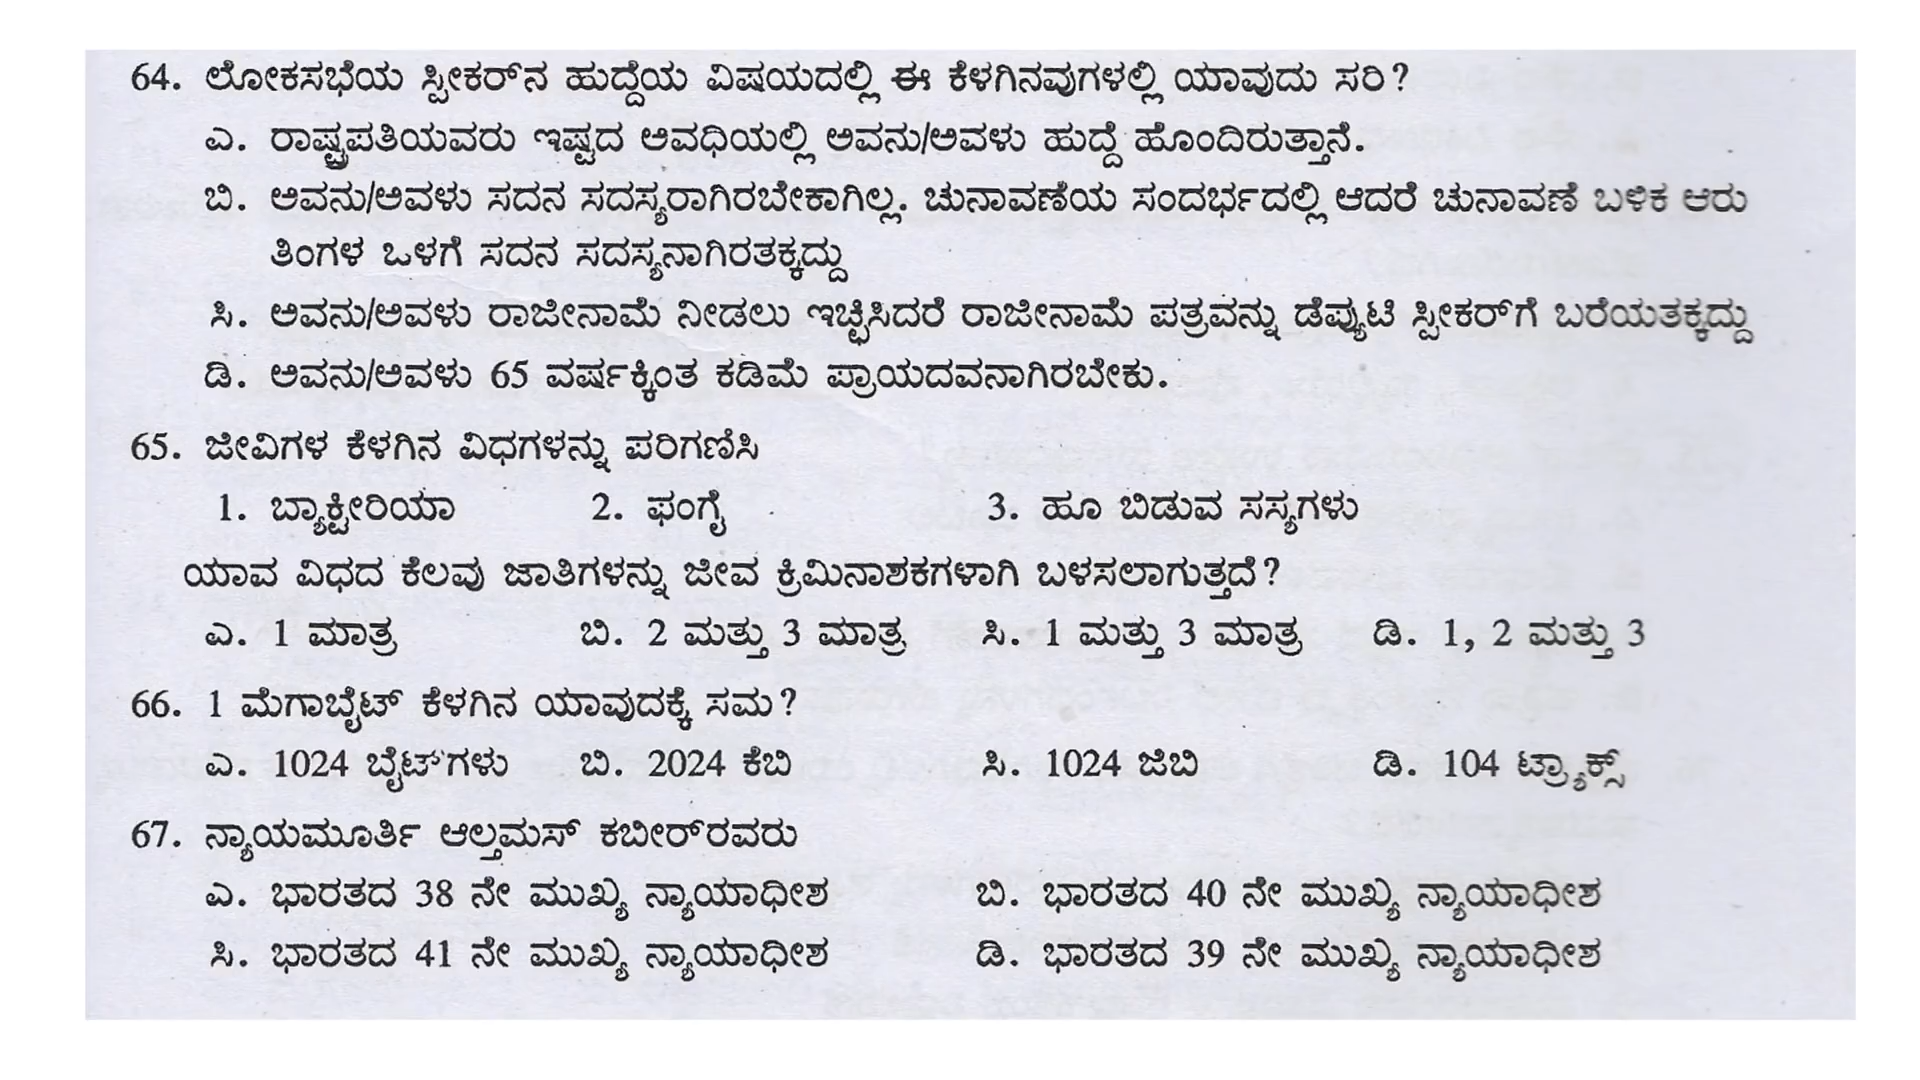 64. ಲೋಕಸಭೆಯ ಸ್ಪೀಕರ್‌ನ ಹುದ್ದೆಯ ವಿಷಯದಲ್ಲಿ ಈ ಕೆಳಗಿನವುಗಳಲ್ಲಿ ಯಾವುದು ಸರಿ?
ಎ. ರಾಷ್ಟ್ರಪತಿಯವರು ಇಷ್ಟದ ಅವಧಿಯಲ್ಲಿ ಅವನು/ಅವಳು ಹುದ್ದೆ ಹೊಂದಿರುತ್ತಾನೆ.
ಬಿ. ಅವನು/ಅವಳು ಸದನ ಸದಸ್ಯರಾಗಿರಬೇಕಾಗಿಲ್ಲ. ಚುನಾವಣೆಯ ಸಂದರ್ಭದಲ್ಲಿ ಆದರೆ ಚುನಾವಣೆ ಬಳಿಕ ಆರು
ತಿಂಗಳ ಒಳಗೆ ಸದನ ಸದಸ್ಯನಾಗಿರತಕ್ಕದ್ದು
ಸಿ. ಅವನು/ಅವಳು ರಾಜೀನಾಮೆ ನೀಡಲು ಇಚ್ಛಿಸಿದರೆ ರಾಜೀನಾಮೆ ಪತ್ರವನ್ನು ಡೆಪ್ಯುಟಿ ಸ್ಪೀಕರ್‌ಗೆ ಬರೆಯತಕ್ಕದ್ದು
ಡಿ. ಅವನು/ಅವಳು 65 ವರ್ಷಕ್ಕಿಂತ ಕಡಿಮೆ ಪ್ರಾಯದವನಾಗಿರಬೇಕು.
65. ಜೀವಿಗಳ ಕೆಳಗಿನ ವಿಧಗಳನ್ನು ಪರಿಗಣಿಸಿ
1. ಬ್ಯಾಕ್ಟೀರಿಯಾ 2. ಫಂಗೈ 3. ಹೂ ಬಿಡುವ ಸಸ್ಯಗಳು
ಯಾವ ವಿಧದ ಕೆಲವು ಜಾತಿಗಳನ್ನು ಜೀವ ಕ್ರಿಮಿನಾಶಕಗಳಾಗಿ ಬಳಸಲಾಗುತ್ತದೆ?
ಎ. 1 ಮಾತ್ರ ಬಿ. 2 ಮತ್ತು 3 ಮಾತ್ರ ಸಿ. 1 ಮತ್ತು 3 ಮಾತ್ರ ಡಿ. 1, 2 ಮತ್ತು 3
66. 1 ಮೆಗಾಬೈಟ್ ಕೆಳಗಿನ ಯಾವುದಕ್ಕೆ ಸಮ?
ಎ. 1024 ಬೈಟ್‌ಗಳು ಬಿ. 2024 ಕೆಬಿ ಸಿ. 1024 ಜಿಬಿ ಡಿ. 104 ಟ್ರ್ಯಾಕ್ಸ್
67. ನ್ಯಾಯಮೂರ್ತಿ ಆಲ್ತಮಸ್ ಕಬೀರ್‌ರವರು
ಎ. ಭಾರತದ 38 ನೇ ಮುಖ್ಯ ನ್ಯಾಯಾಧೀಶ ಬಿ. ಭಾರತದ 40 ನೇ ಮುಖ್ಯ ನ್ಯಾಯಾಧೀಶ
ಸಿ. ಭಾರತದ 41 ನೇ ಮುಖ್ಯ ನ್ಯಾಯಾಧೀಶ ಡಿ. ಭಾರತದ 39 ನೇ ಮುಖ್ಯ ನ್ಯಾಯಾಧೀಶ